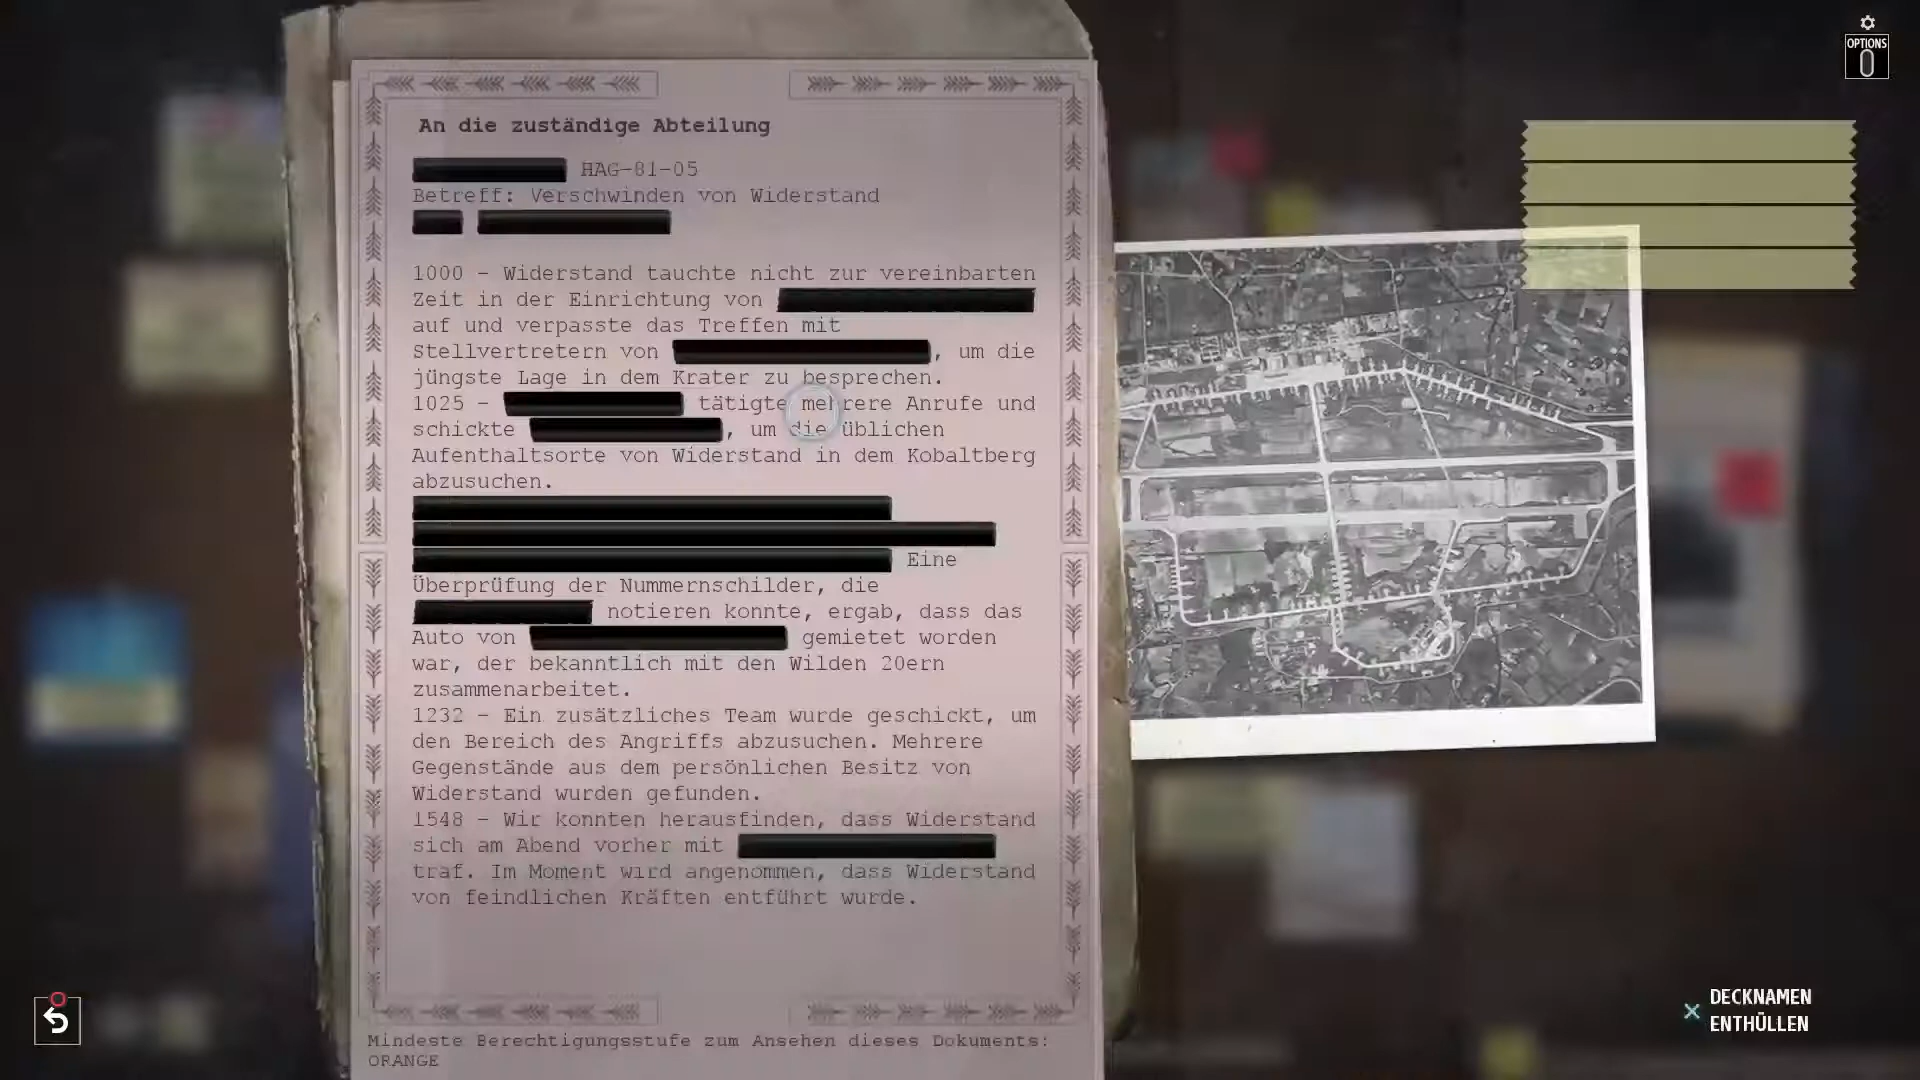 OPTIONS
An die zuständige Abteilung
HAG-81-05
Betreff: Verschwinden von Widerstand
1000 - Widerstand tauchte nicht zur vereinbarten
Zeit in der Einrichtung von
auf und verpasste das Treffen mit
Stellvertretern von , um die
jüngste Lage in dem Krater zu besprechen.
1025 - tätigte mehrere Anrufe und
schickte , um die üblichen
Aufenthaltsorte von Widerstand in dem Kobaltberg
abzusuchen.
Eine
Überprüfung der Nummernschilder, die
notieren konnte, ergab, dass das
Auto von gemietet worden
war, der bekanntlich mit den Wilden 20ern
zusammenarbeitet.
1232 - Ein zusätzliches Team wurde geschickt, um
den Bereich des Angriffs abzusuchen. Mehrere
Gegenstände aus dem persönlichen Besitz von
Widerstand wurden gefunden.
1548 - Wir konnten herausfinden, dass Widerstand
sich am Abend vorher mit
traf. Im Moment wird angenommen, dass Widerstand
von feindlichen Kräften entführt wurde.
Mindeste Berechtigungsstufe zum Ansehen dieses Dokuments:
ORANGE
DECKNAMEN
ENTHÜLLEN